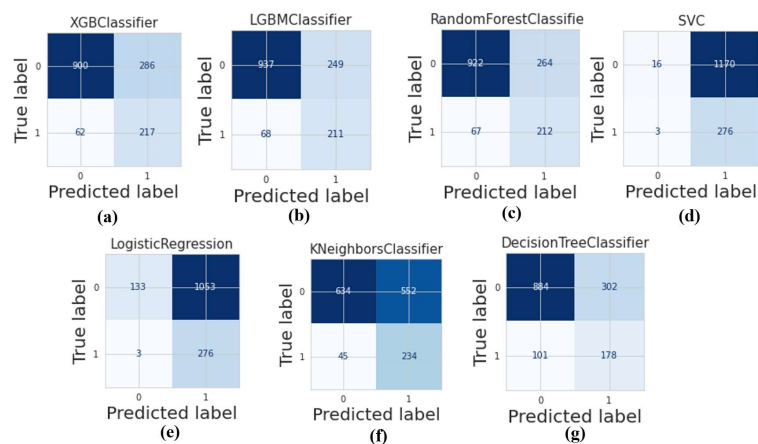 XGBClassifier
True label
0
900
286
1
62
217
0
1
Predicted label
(a)
LGBMClassifier
True label
0
937
249
1
68
211
0
1
Predicted label
(b)
RandomForestClassifie
True label
0
922
264
1
67
212
0
1
Predicted label
(c)
SVC
True label
0
16
1170
1
3
276
0
1
Predicted label
(d)
LogisticRegression
True label
0
133
1053
1
3
276
0
1
Predicted label
(e)
KNeighborsClassifier
True label
0
634
552
1
45
234
0
1
Predicted label
(f)
DecisionTreeClassifier
True label
0
884
302
1
101
178
0
1
Predicted label
(g)